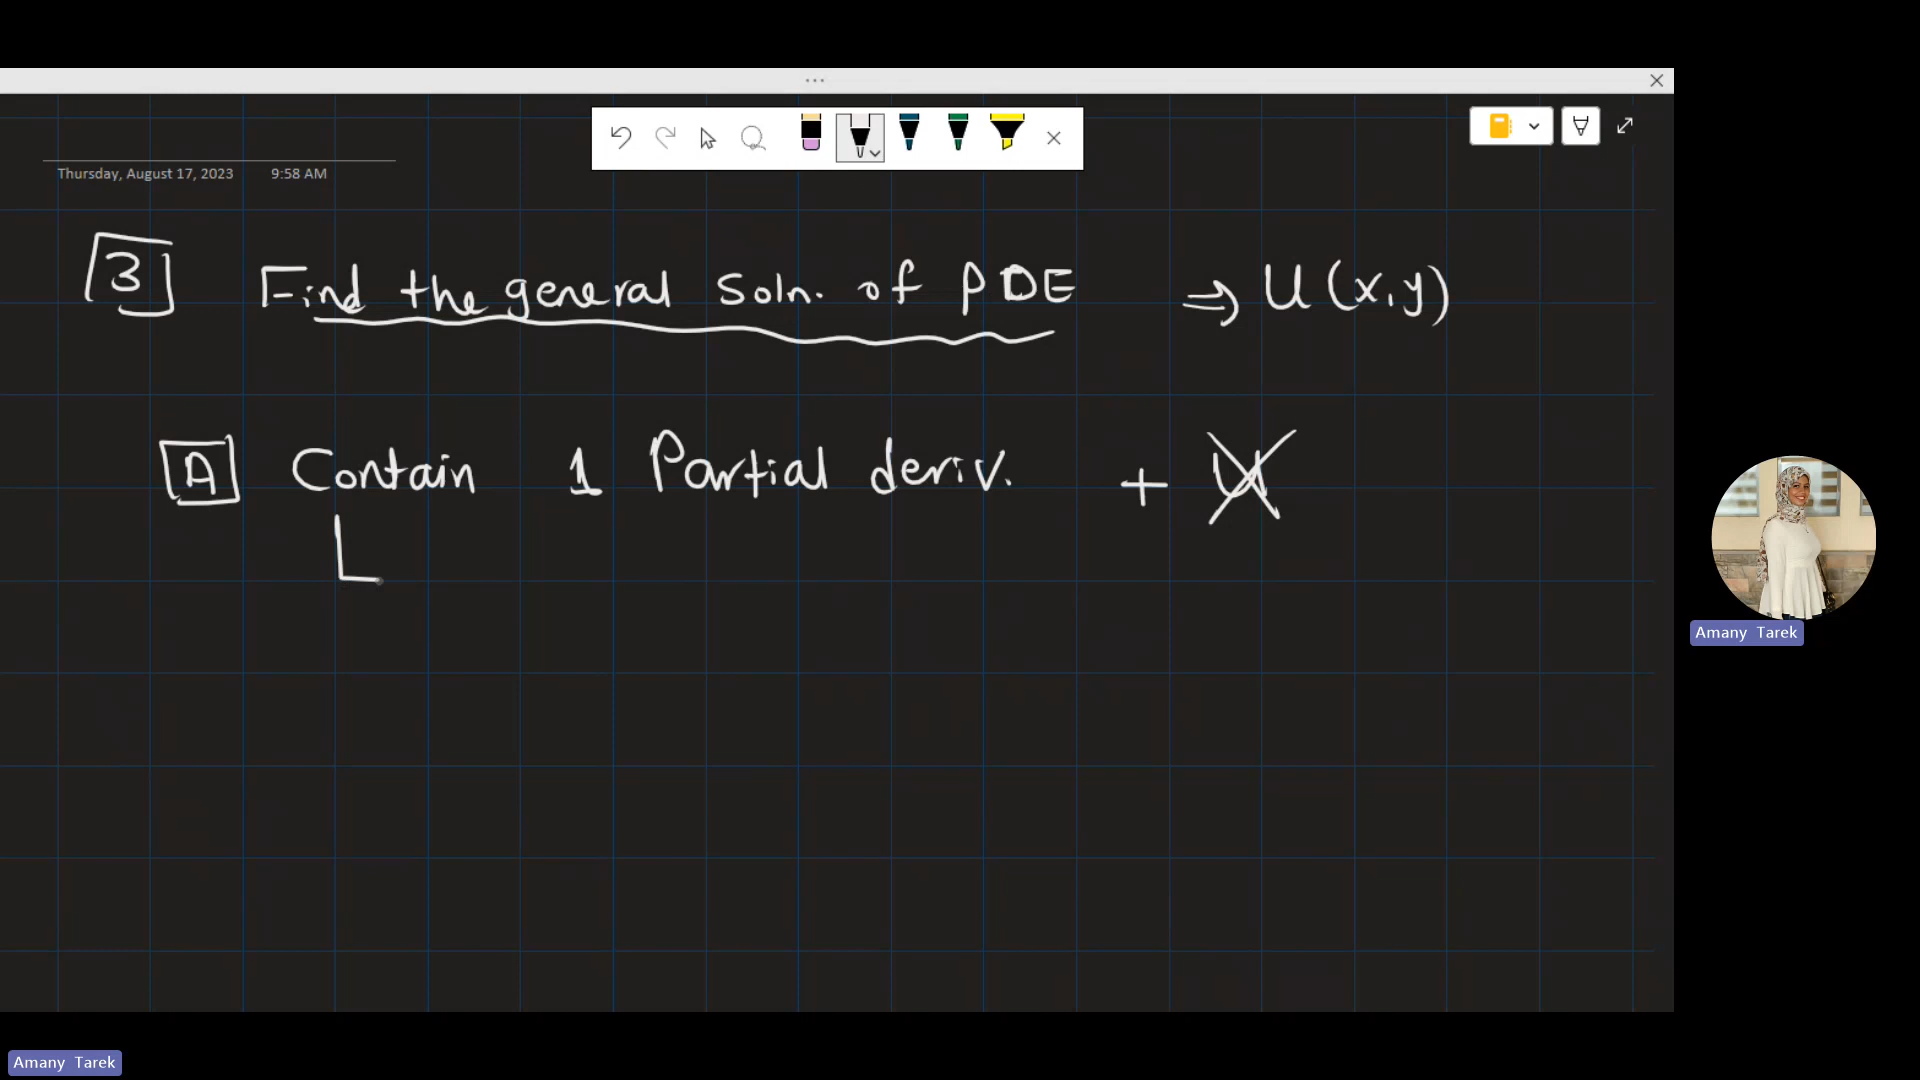 Thursday, August 17, 2023 9:58 AM
3 Find the general Soln. of PDE ⇒ U(x,y)
A Contain 1 Partial deriv. + U
Amany Tarek
Amany Tarek